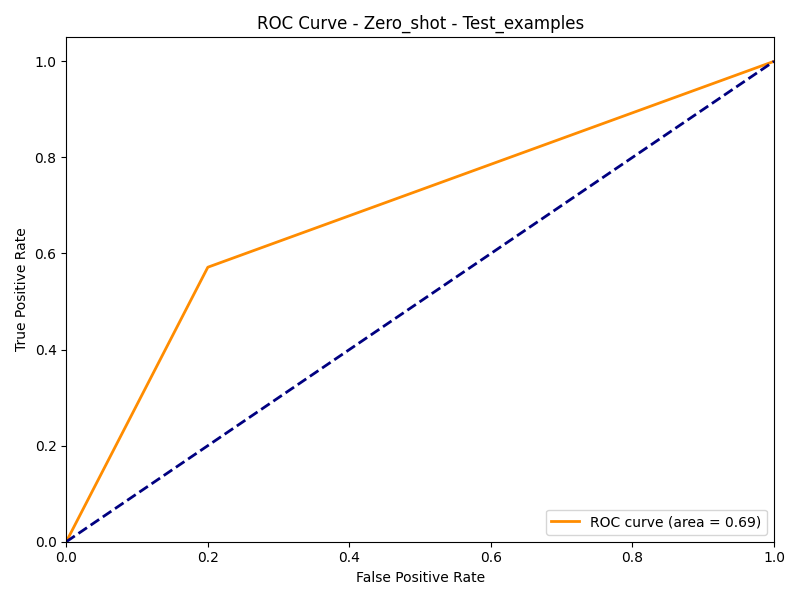 ROC Curve - Zero_shot - Test_examples
True Positive Rate
1.0
0.8
0.6
0.4
0.2
0.0
0.0 0.2 0.4 0.6 0.8 1.0
False Positive Rate
ROC curve (area = 0.69)